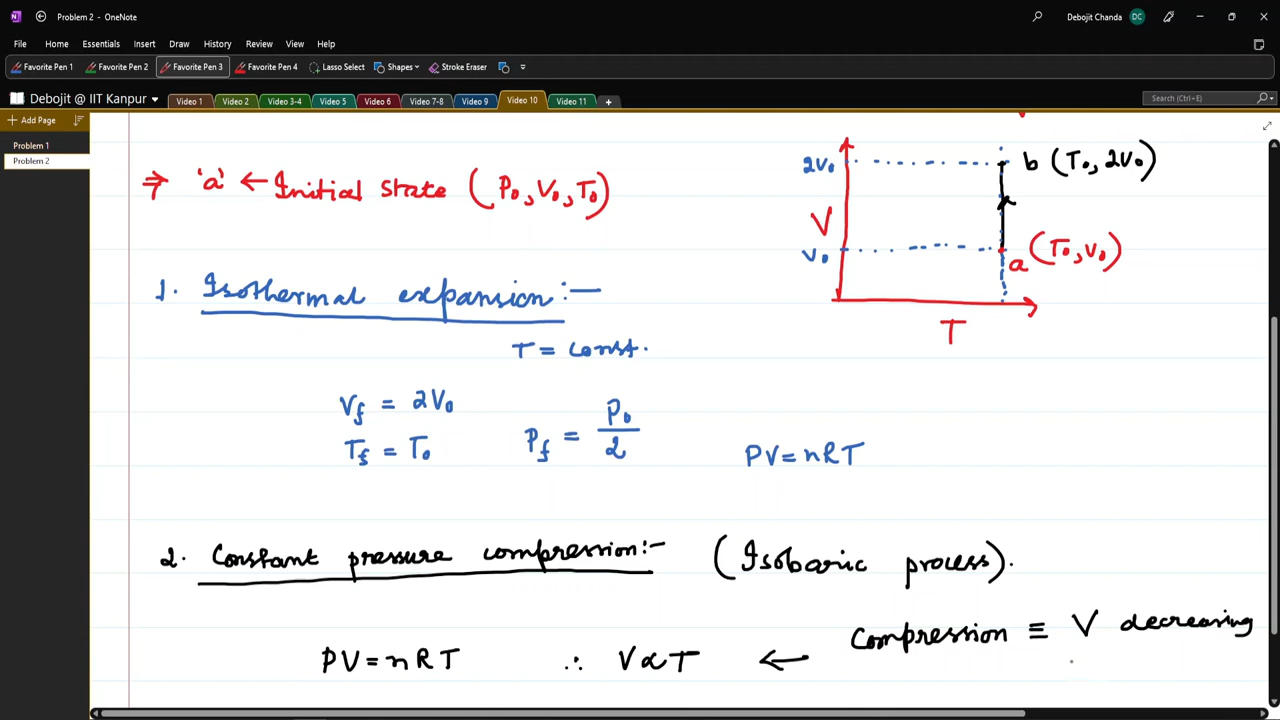 Problem 2 - OneNote
Debojit Chanda DC
File Home Essentials Insert Draw History Review View Help
Favorite Pen 1 Favorite Pen 2 Favorite Pen 3 Favorite Pen 4 Lasso Select Shapes Stroke Eraser
Debojit @ IIT Kanpur Video 1 Video 2 Video 3-4 Video 5 Video 6 Video 7-8 Video 9 Video 10 Video 11 + Search (Ctrl+E)
+ Add Page
Problem 1
Problem 2
⇒ 'a' ← Initial state (P₀, V₀, T₀)
2V₀ b (T₀, 2V₀)
V
V₀ a (T₀, V₀)
T
1. Isothermal expansion :—
T = const.
V_f = 2V₀
T_f = T₀ P_f = P₀/2 PV = nRT
2. Constant pressure compression :— (Isobaric process).
Compression ≡ V decreasing
PV = nRT ∴ V ∝ T ←